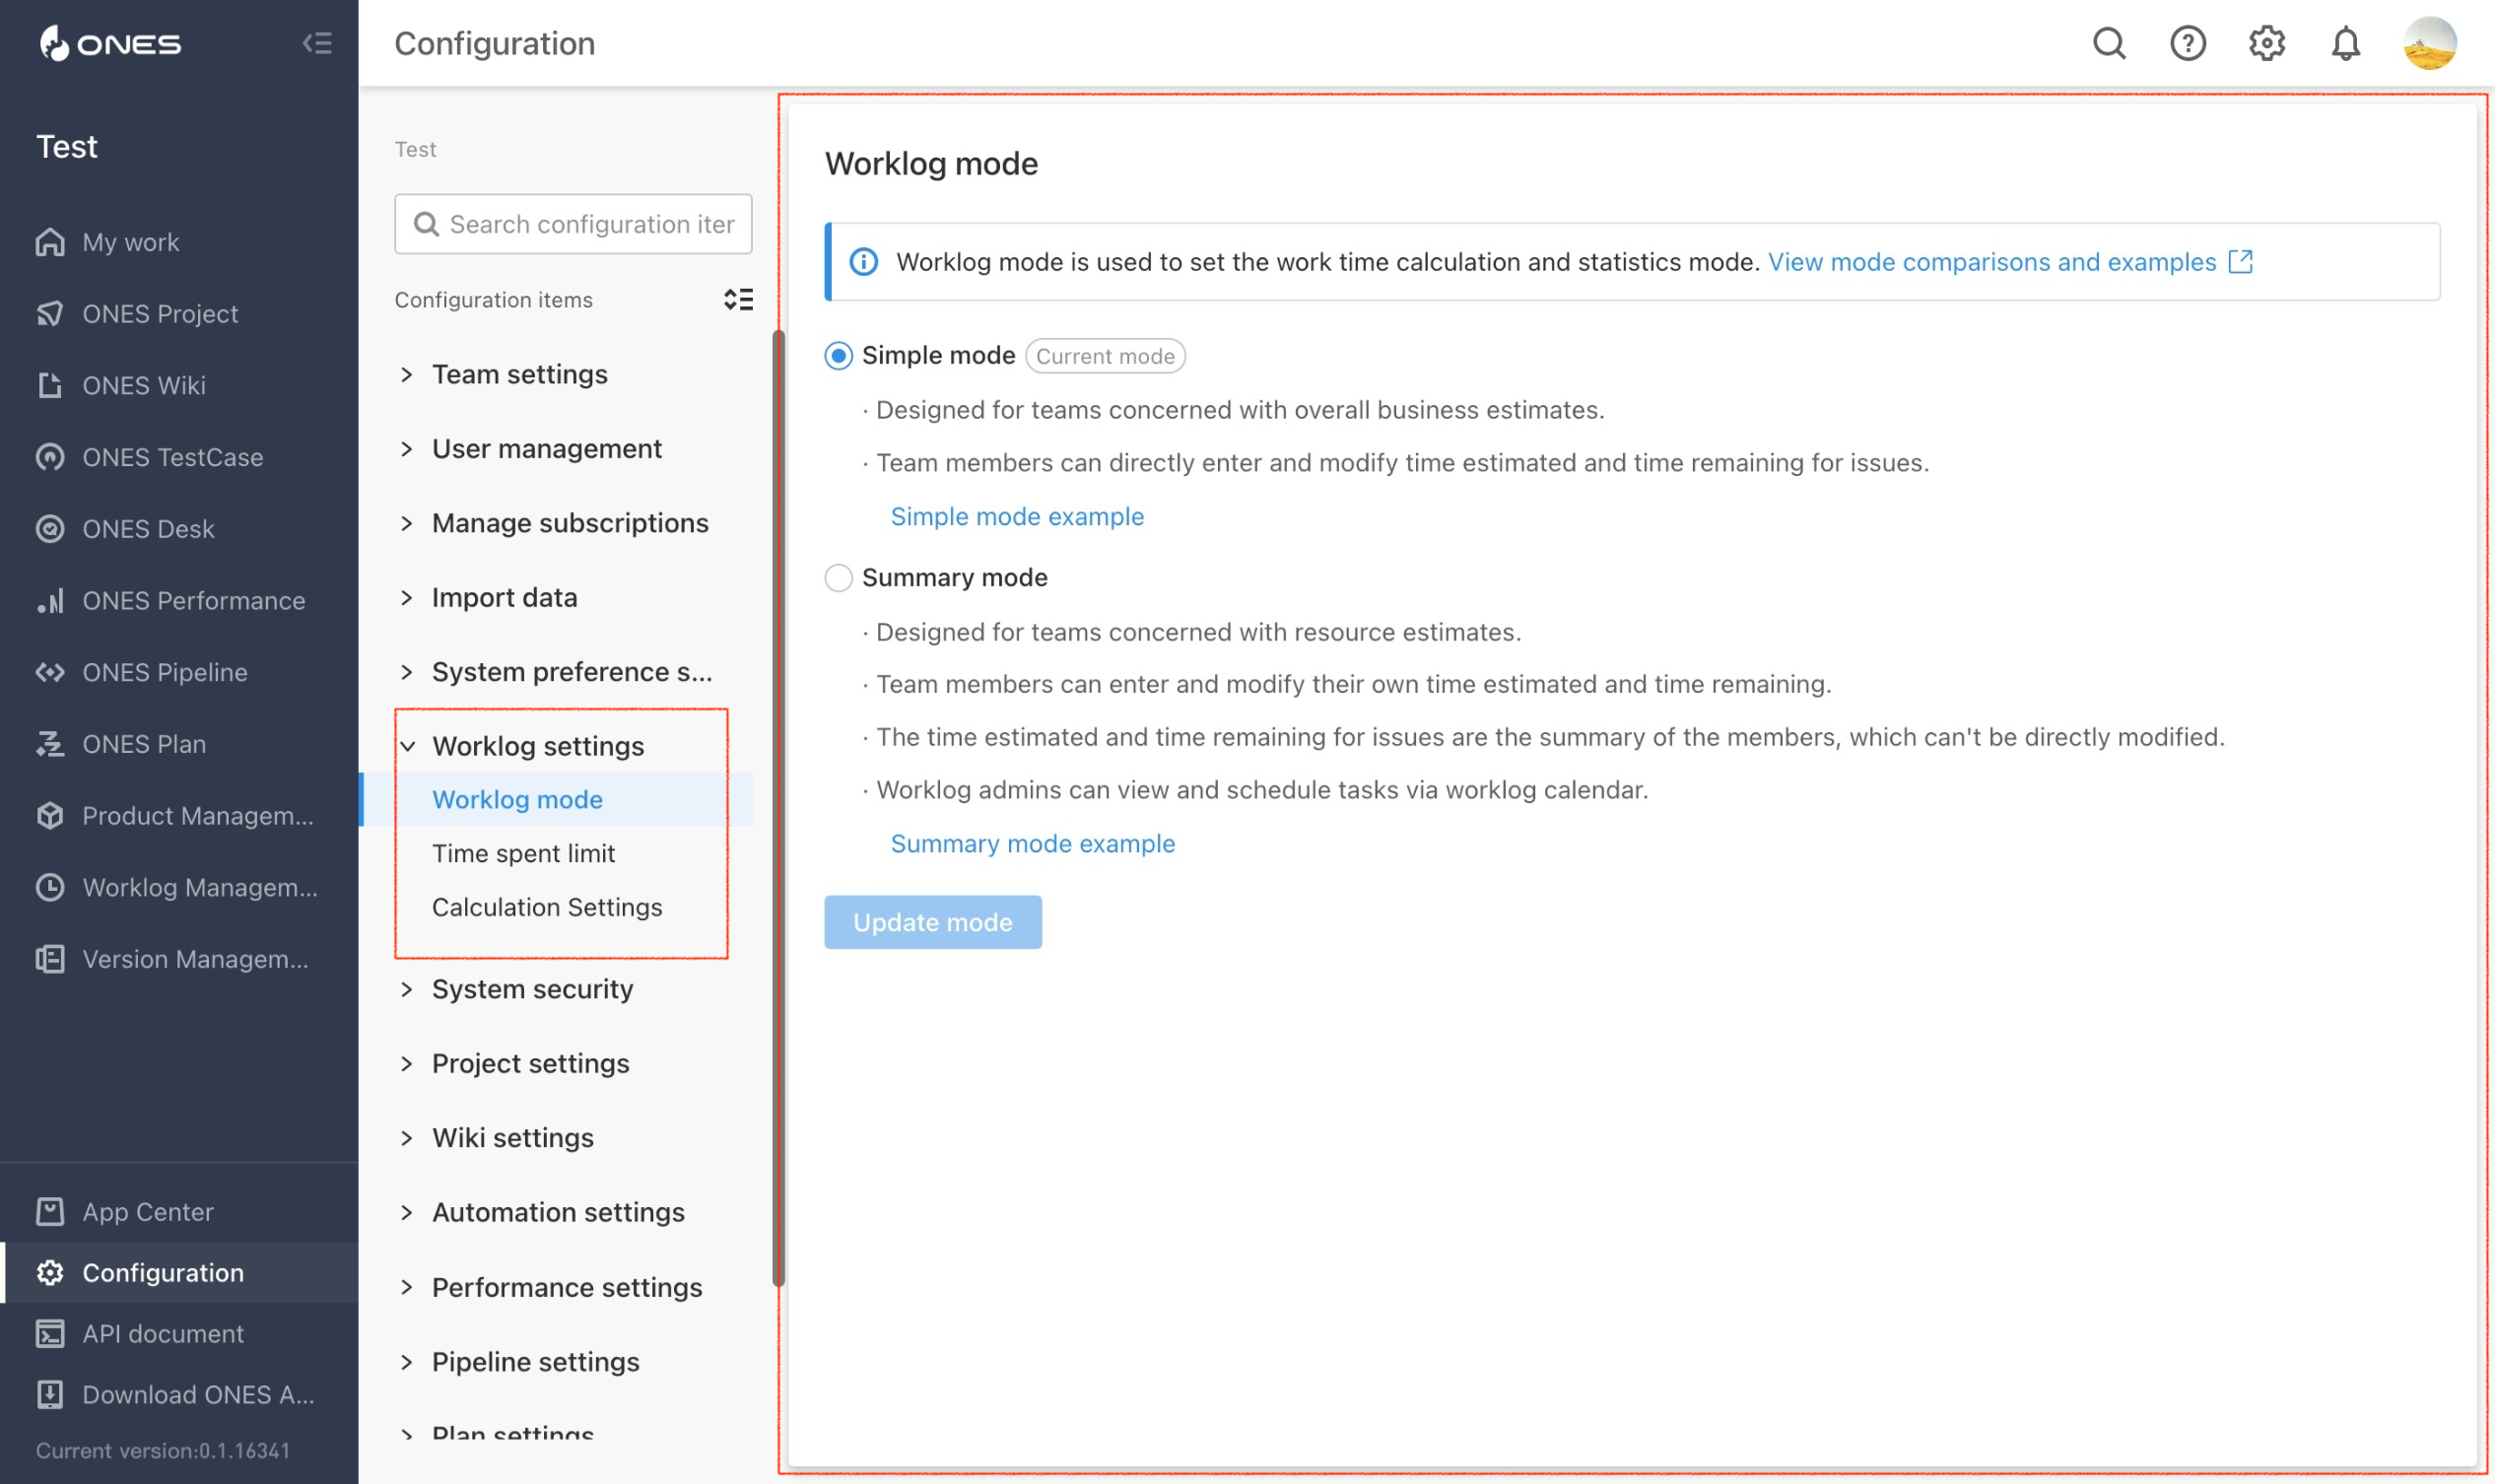 ONES
Configuration
Test
My work
ONES Project
ONES Wiki
ONES TestCase
ONES Desk
ONES Performance
ONES Pipeline
ONES Plan
Product Managem...
Worklog Managem...
Version Managem...
App Center
Configuration
API document
Download ONES A...
Current version:0.1.16341
Test
Search configuration iter
Configuration items
Team settings
User management
Manage subscriptions
Import data
System preference s...
Worklog settings
Worklog mode
Time spent limit
Calculation Settings
System security
Project settings
Wiki settings
Automation settings
Performance settings
Pipeline settings
Plan settings
Worklog mode
Worklog mode is used to set the work time calculation and statistics mode. View mode comparisons and examples
Simple mode Current mode
· Designed for teams concerned with overall business estimates.
· Team members can directly enter and modify time estimated and time remaining for issues.
Simple mode example
Summary mode
· Designed for teams concerned with resource estimates.
· Team members can enter and modify their own time estimated and time remaining.
· The time estimated and time remaining for issues are the summary of the members, which can't be directly modified.
· Worklog admins can view and schedule tasks via worklog calendar.
Summary mode example
Update mode